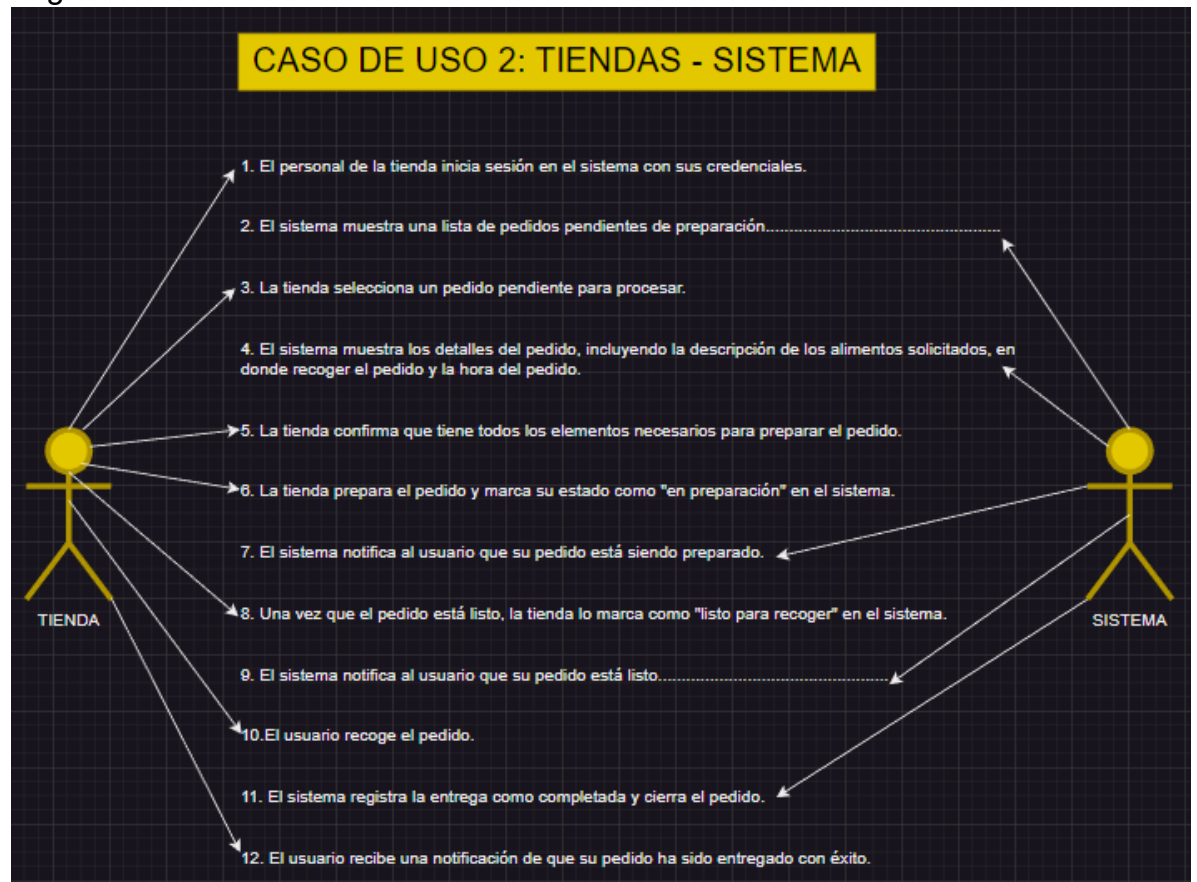 CASO DE USO 2: TIENDAS - SISTEMA
1. El personal de la tienda inicia sesión en el sistema con sus credenciales.
2. El sistema muestra una lista de pedidos pendientes de preparación..................................................
3. La tienda selecciona un pedido pendiente para procesar.
4. El sistema muestra los detalles del pedido, incluyendo la descripción de los alimentos solicitados, en
donde recoger el pedido y la hora del pedido.
5. La tienda confirma que tiene todos los elementos necesarios para preparar el pedido.
6. La tienda prepara el pedido y marca su estado como "en preparación" en el sistema.
7. El sistema notifica al usuario que su pedido está siendo preparado.
8. Una vez que el pedido está listo, la tienda lo marca como "listo para recoger" en el sistema.
TIENDA
SISTEMA
9. El sistema notifica al usuario que su pedido está listo.................................................
10.El usuario recoge el pedido.
11. El sistema registra la entrega como completada y cierra el pedido.
12. El usuario recibe una notificación de que su pedido ha sido entregado con éxito.